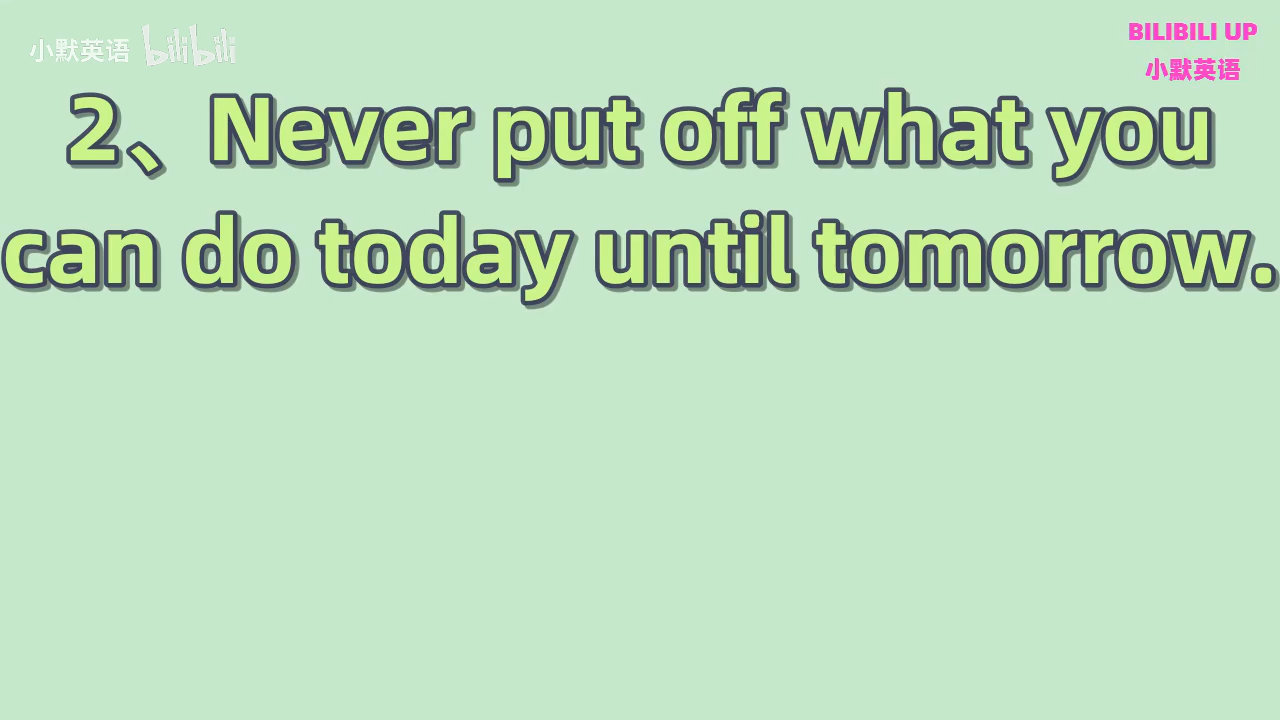 小默英语 bilibili
BILIBILI UP
小默英语
2、Never put off what you
can do today until tomorrow.